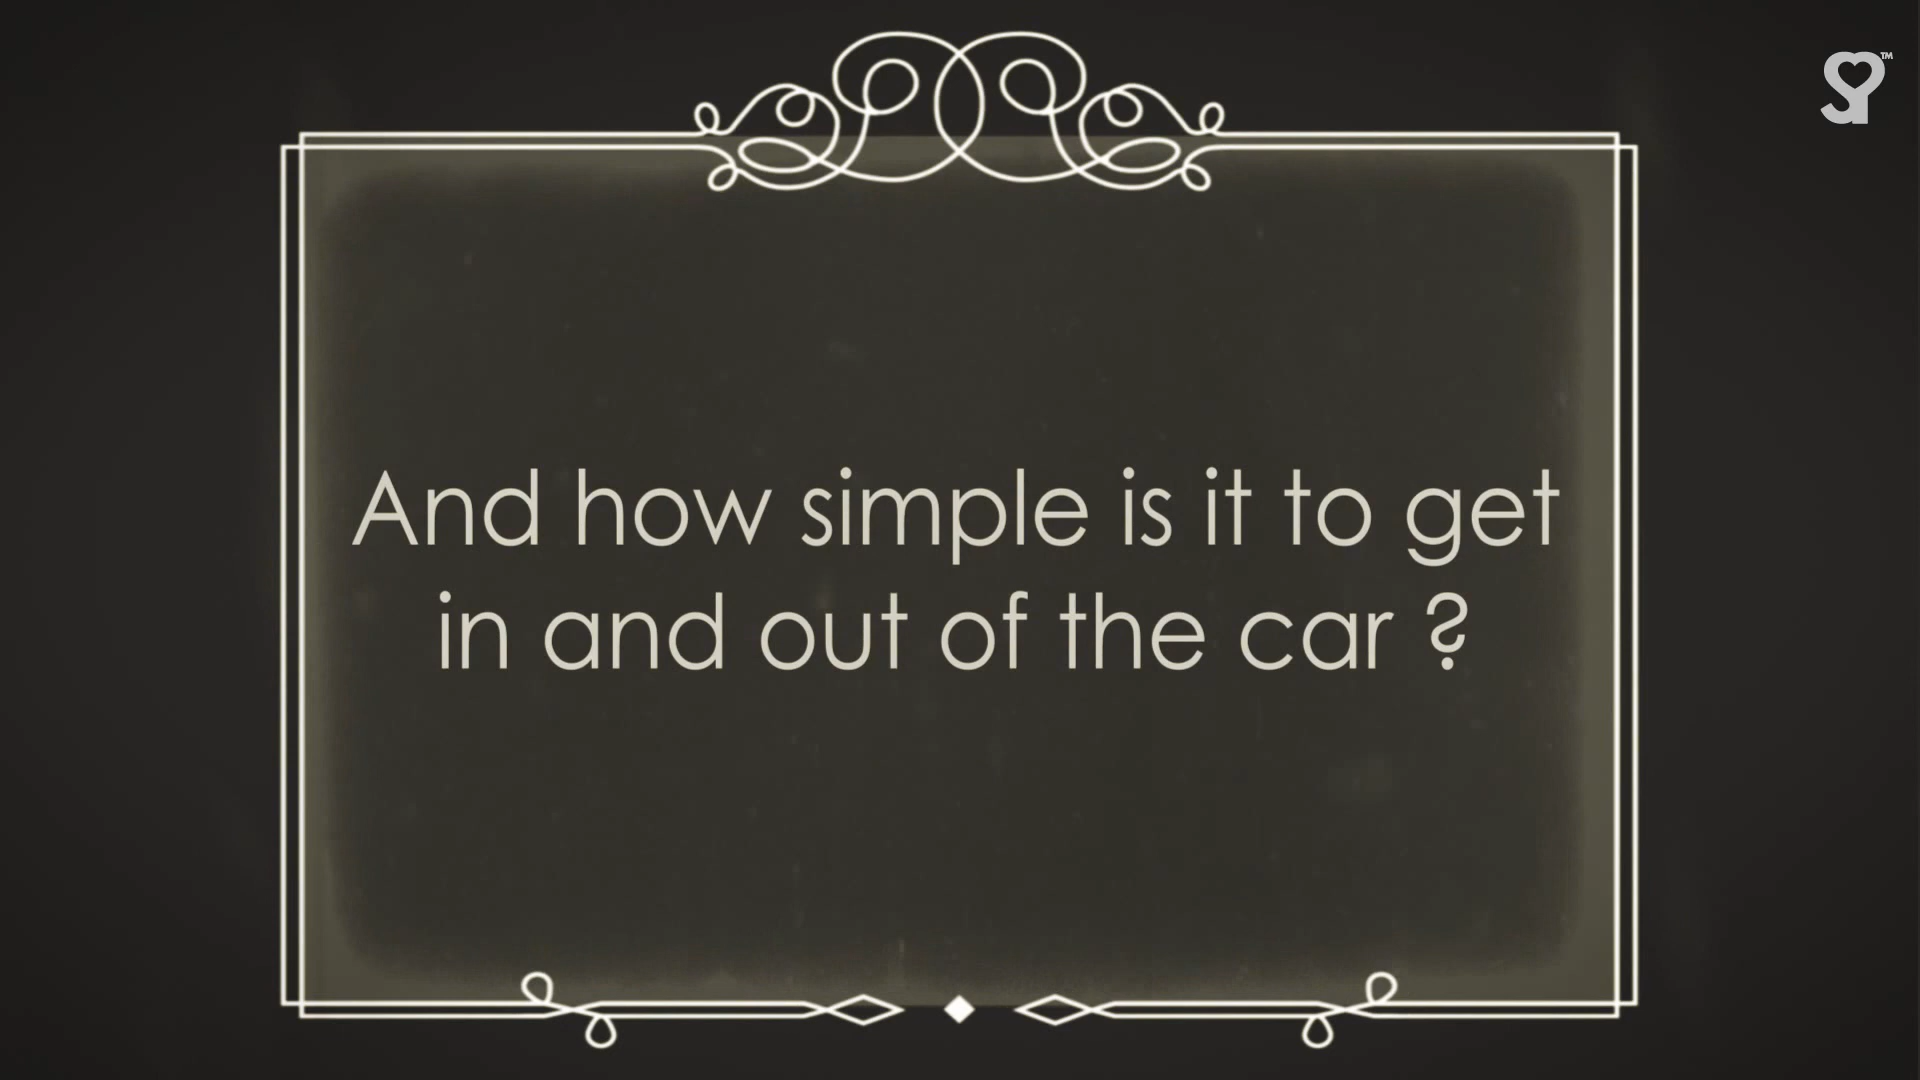 And how simple is it to get
in and out of the car ?